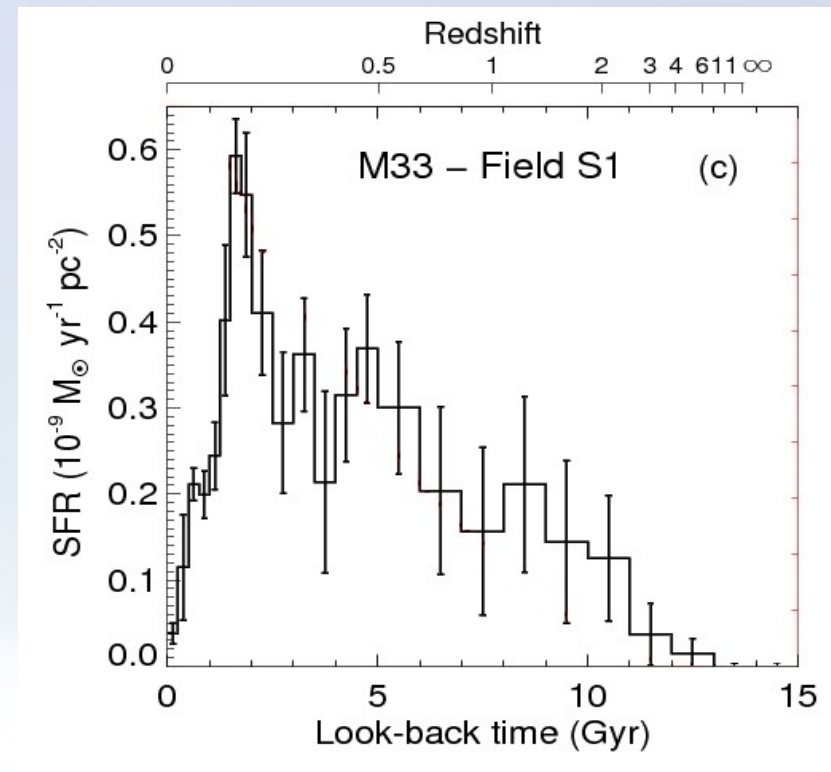 Redshift
0 0.5 1 2 3 4 6 11 ∞
M33 – Field S1 (c)
SFR (10⁻⁹ M⊙ yr⁻¹ pc⁻²)
0.6
0.5
0.4
0.3
0.2
0.1
0.0
0 5 10 15
Look-back time (Gyr)